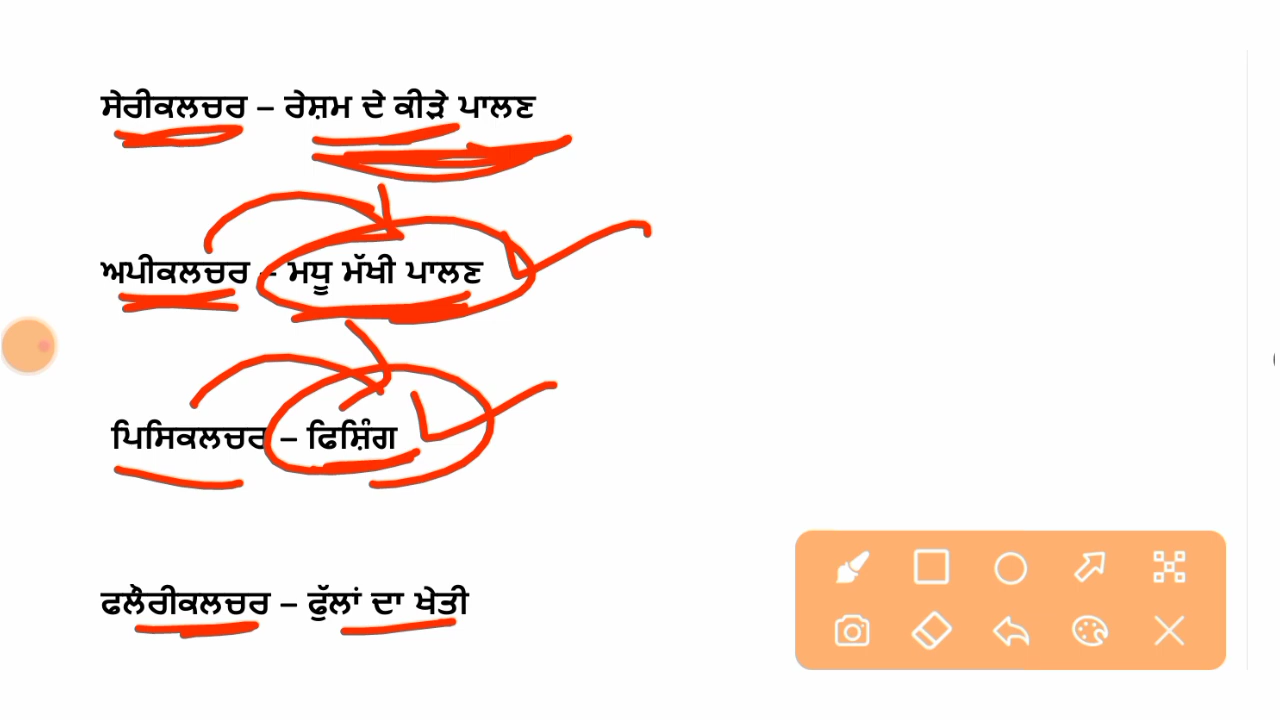 ਸੇਰੀਕਲਚਰ – ਰੇਸ਼ਮ ਦੇ ਕੀੜੇ ਪਾਲਣ
ਅਪੀਕਲਚਰ – ਮਧੂ ਮੱਖੀ ਪਾਲਣ
ਪਿਸਿਕਲਚਰ – ਫਿਸ਼ਿੰਗ
ਫਲੋਰੀਕਲਚਰ – ਫੁੱਲਾਂ ਦਾ ਖੇਤੀ